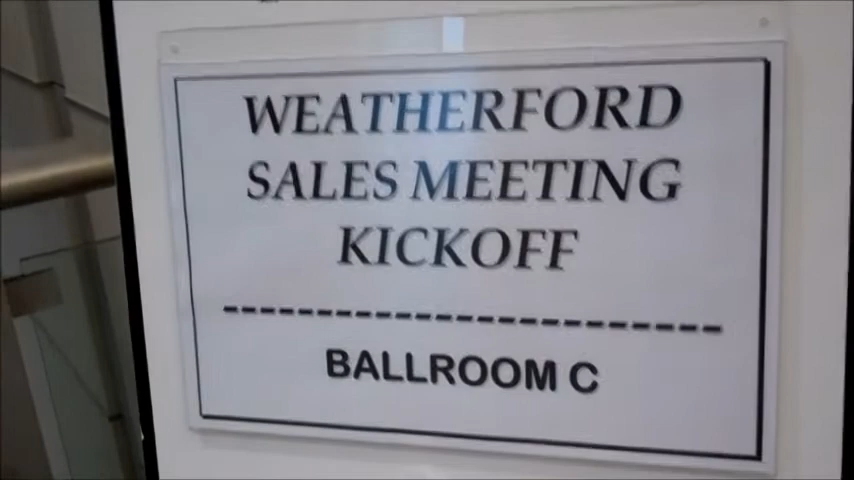 WEATHERFORD
SALES MEETING
KICKOFF
------------------------
BALLROOM C